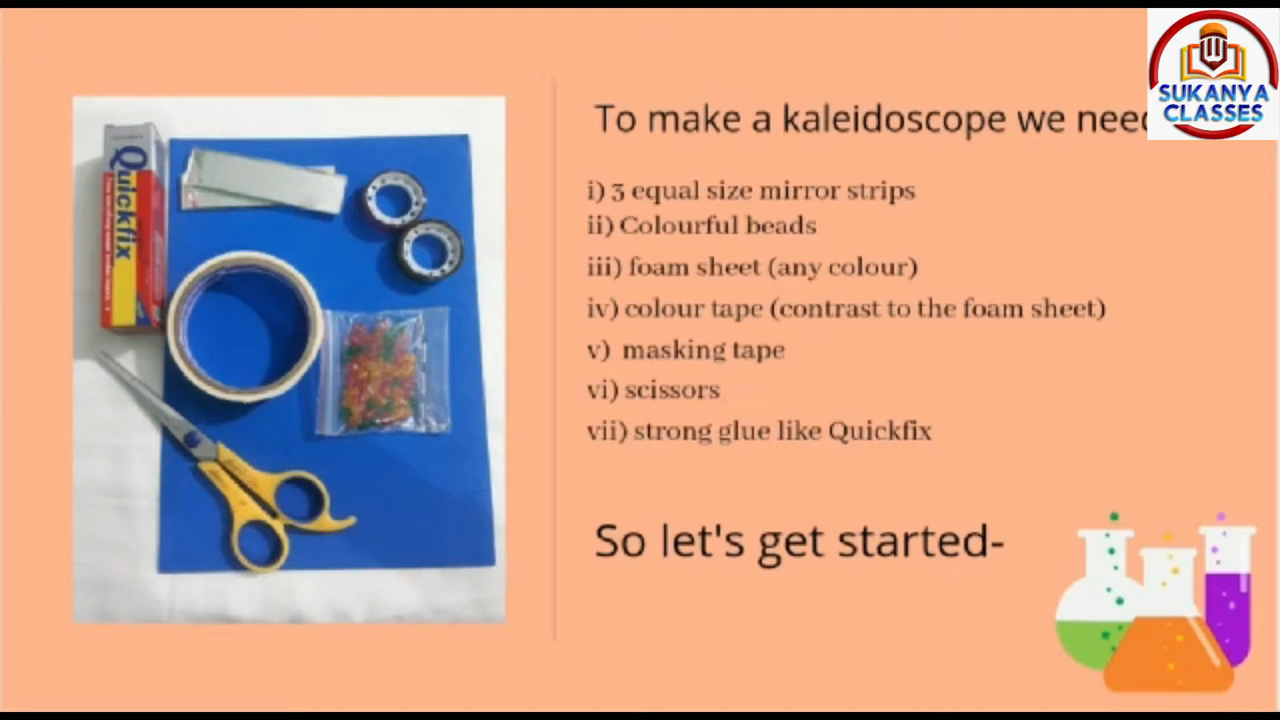 SUKANYA
CLASSES
To make a kaleidoscope we need
i) 3 equal size mirror strips
ii) Colourful beads
iii) foam sheet (any colour)
iv) colour tape (contrast to the foam sheet)
v) masking tape
vi) scissors
vii) strong glue like Quickfix
So let's get started-
Quickfix